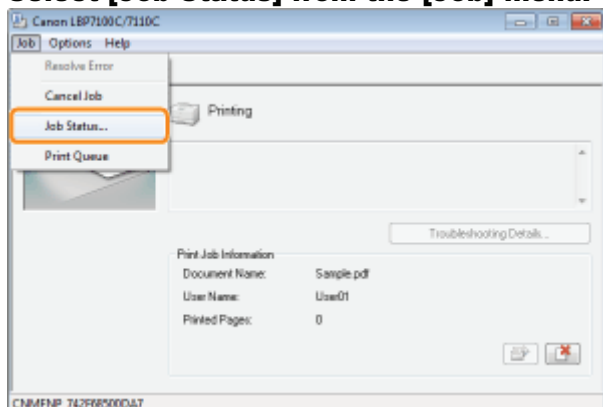 Select [Job Status] from the [Job] menu.
Canon LBP7100C/7110C
Job Options Help
Resolve Error
Cancel Job
Job Status...
Print Queue
Printing
Troubleshooting Details...
Print Job Information
Document Name: Sample.pdf
User Name: User01
Printed Pages: 0
CNMFNP_742F68500DA7